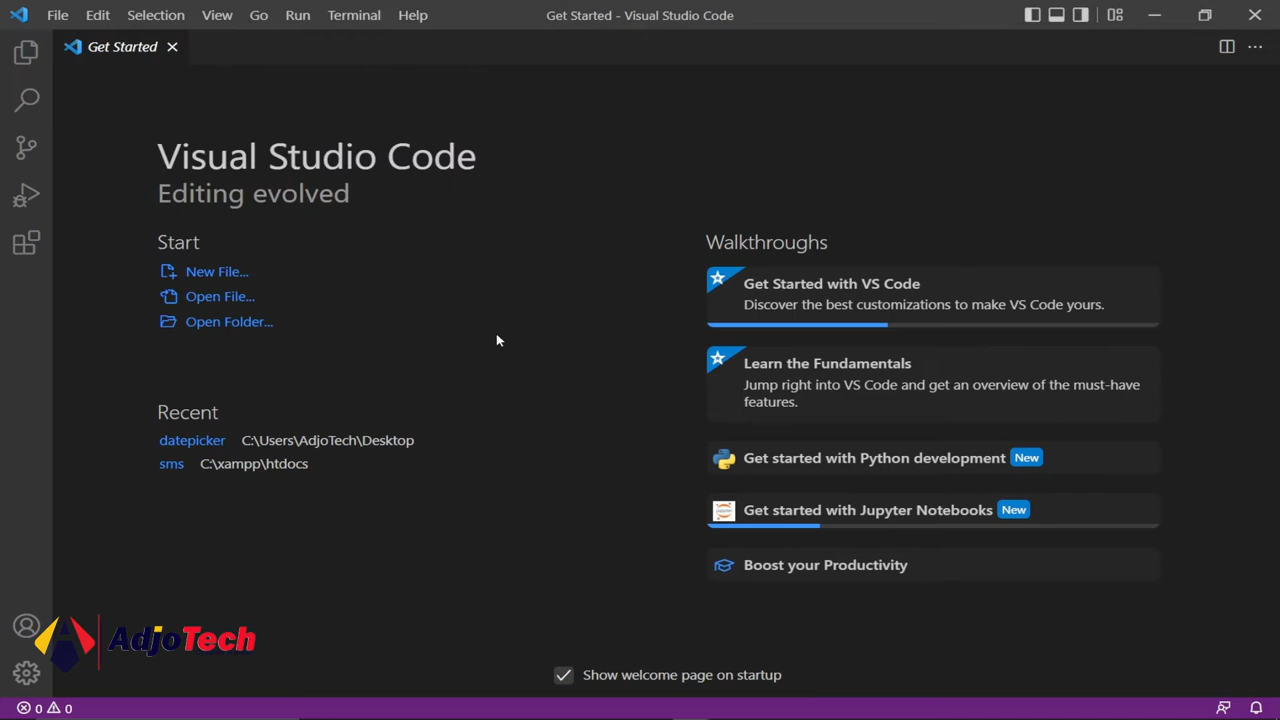 File Edit Selection View Go Run Terminal Help
Get Started - Visual Studio Code
Get Started
Visual Studio Code
Editing evolved
Start
New File...
Open File...
Open Folder...
Recent
datepicker C:\Users\AdjoTech\Desktop
sms C:\xampp\htdocs
Walkthroughs
Get Started with VS Code
Discover the best customizations to make VS Code yours.
Learn the Fundamentals
Jump right into VS Code and get an overview of the must-have
features.
Get started with Python development New
Get started with Jupyter Notebooks New
Boost your Productivity
AdjoTech
Show welcome page on startup
0 0